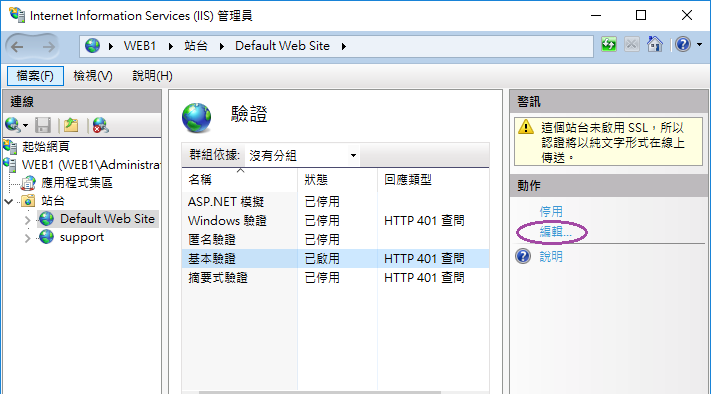 Internet Information Services (IIS) 管理員
WEB1 站台 Default Web Site
檔案(F) 檢視(V) 說明(H)
連線
起始網頁
WEB1 (WEB1\Administra
應用程式集區
站台
Default Web Site
support
驗證
群組依據: 沒有分組
名稱 狀態 回應類型
ASP.NET 模擬 已停用
Windows 驗證 已停用 HTTP 401 查問
匿名驗證 已停用
基本驗證 已啟用 HTTP 401 查問
摘要式驗證 已停用 HTTP 401 查問
警訊
這個站台未啟用 SSL，所以
認證將以純文字形式在線上
傳送。
動作
停用
編輯...
說明